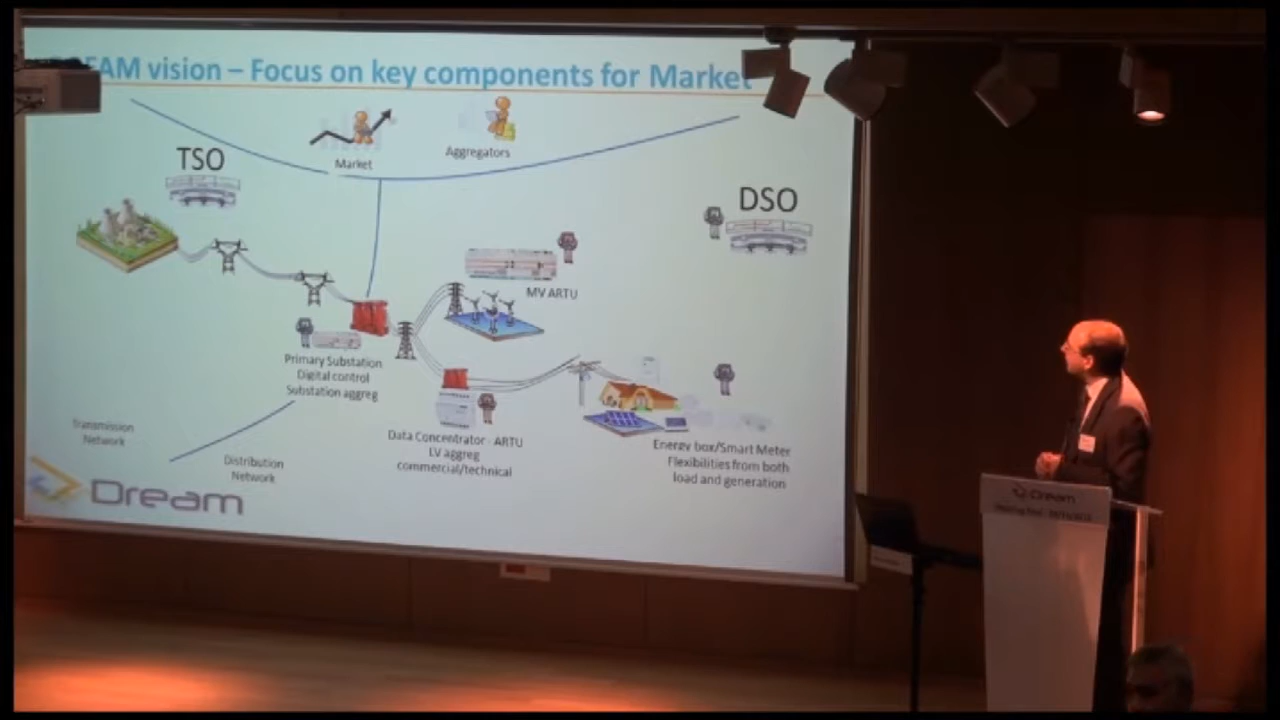 EAM vision – Focus on key components for Market
Market
Aggregators
TSO
DSO
MV ARTU
Primary Substation
Digital control
Substation aggreg
Data Concentrator - ARTU
LV aggreg
commercial/technical
Energy box/Smart Meter
Flexibilities from both
load and generation
Transmission
Network
Distribution
Network
Dream
Dream